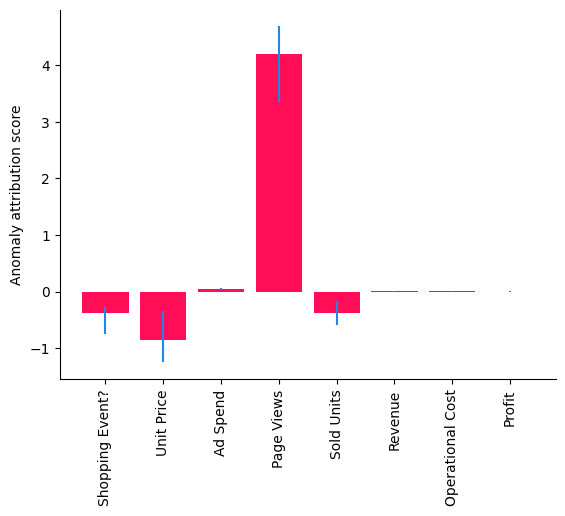 Anomaly attribution score
4
3
2
1
0
−1
Shopping Event?
Unit Price
Ad Spend
Page Views
Sold Units
Revenue
Operational Cost
Profit